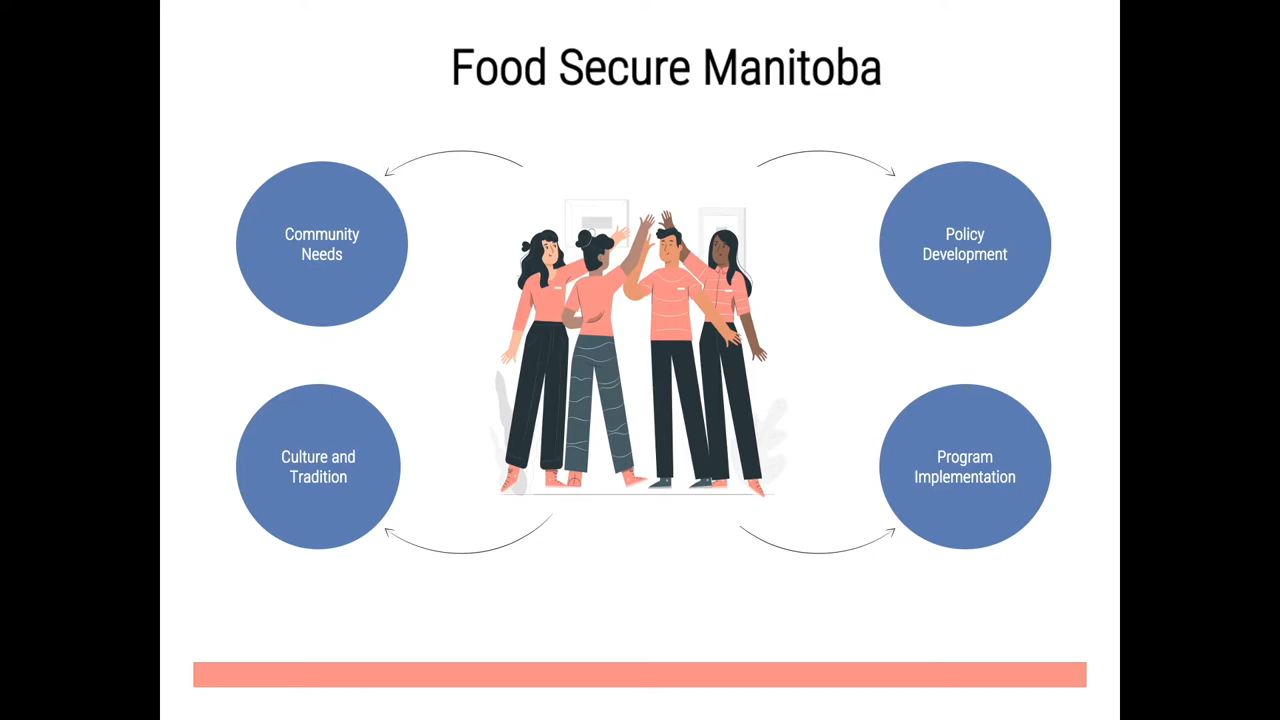 Food Secure Manitoba
Community
Needs
Policy
Development
Culture and
Tradition
Program
Implementation